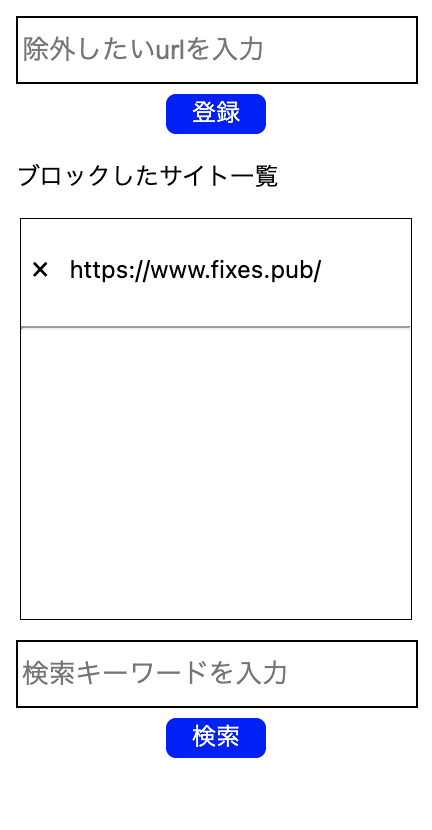 除外したいurlを入力
登録
ブロックしたサイト一覧
× https://www.fixes.pub/
検索キーワードを入力
検索